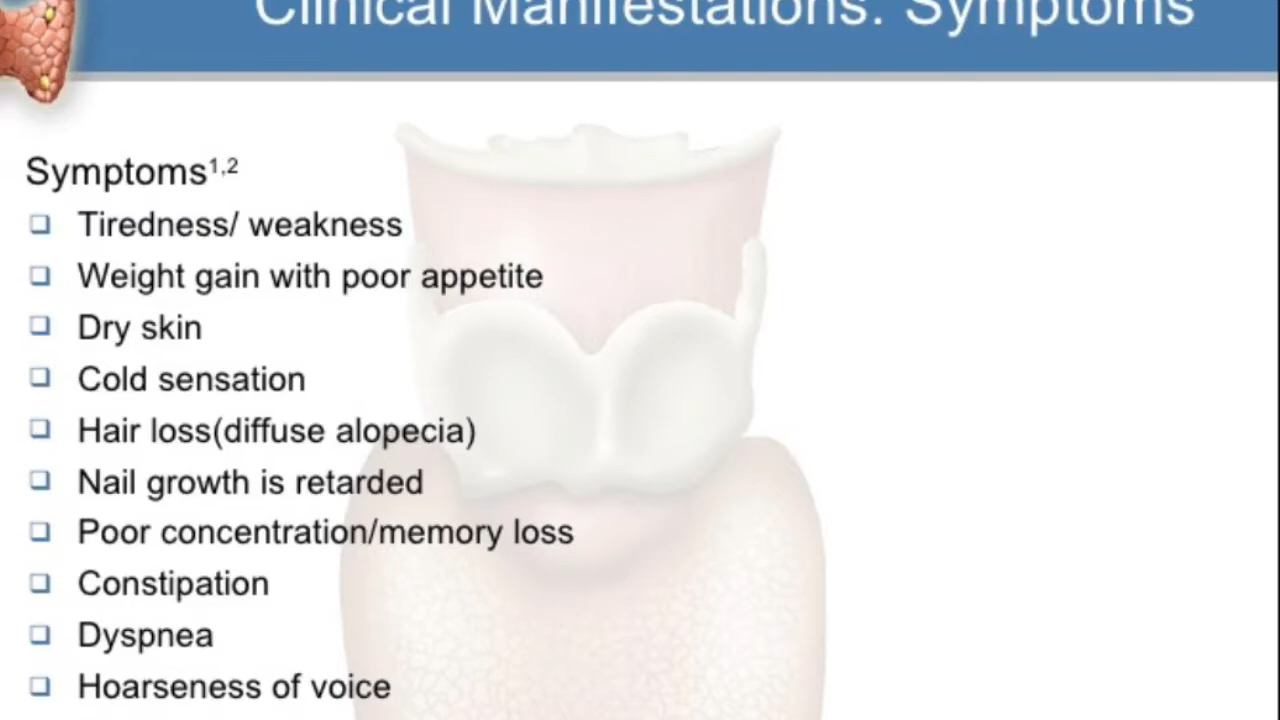 Clinical Manifestations: Symptoms
Symptoms1,2
Tiredness/ weakness
Weight gain with poor appetite
Dry skin
Cold sensation
Hair loss(diffuse alopecia)
Nail growth is retarded
Poor concentration/memory loss
Constipation
Dyspnea
Hoarseness of voice